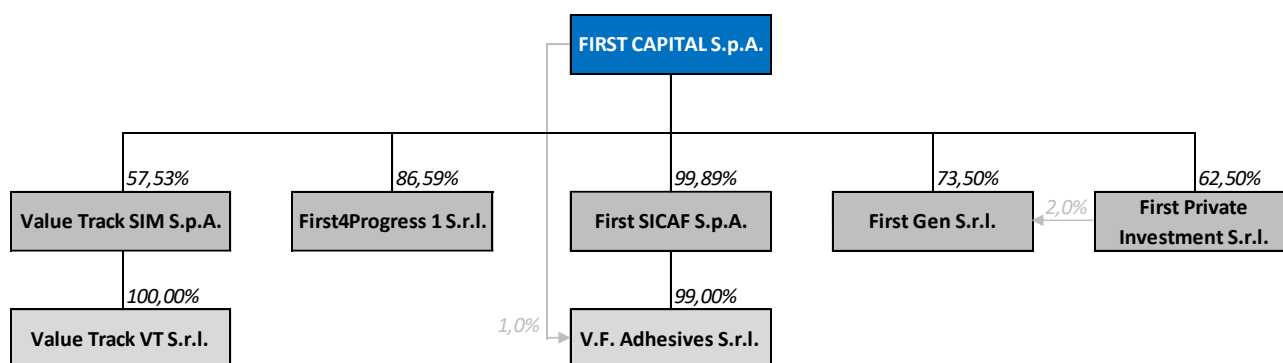 FIRST CAPITAL S.p.A.
57,53%
86,59%
99,89%
73,50%
62,50%
Value Track SIM S.p.A.
First4Progress 1 S.r.l.
First SICAF S.p.A.
First Gen S.r.l.
2,0%
First Private
Investment S.r.l.
100,00%
99,00%
Value Track VT S.r.l.
1,0%
V.F. Adhesives S.r.l.